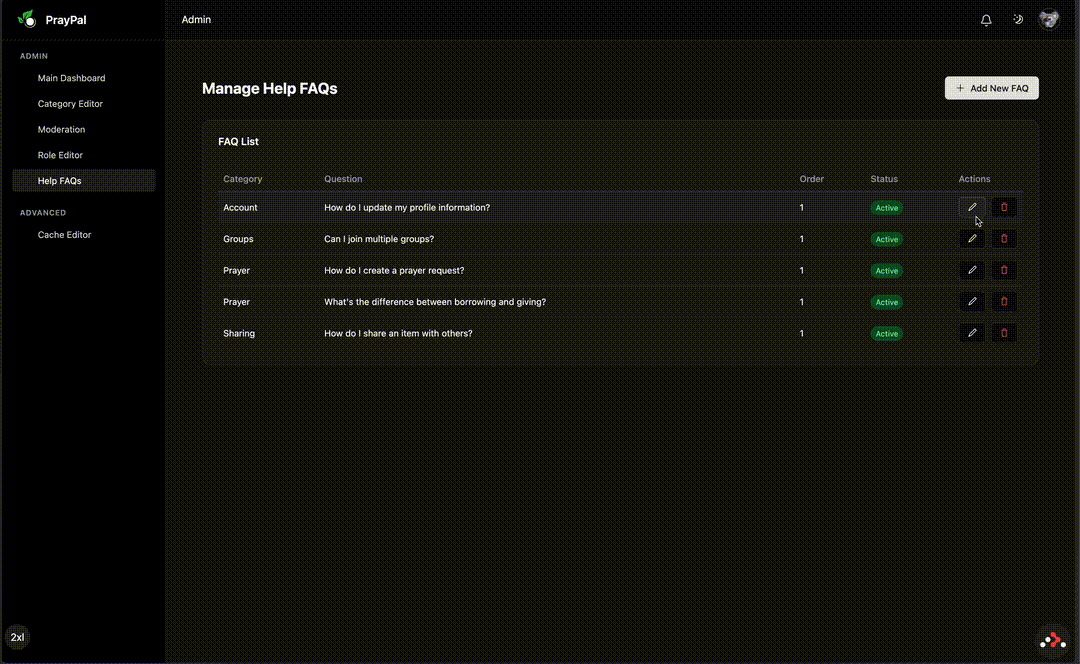 PrayPal
Admin
ADMIN
Main Dashboard
Category Editor
Moderation
Role Editor
Help FAQs
ADVANCED
Cache Editor
Manage Help FAQs
+ Add New FAQ
FAQ List
Category Question Order Status Actions
Account How do I update my profile information? 1 Active
Groups Can I join multiple groups? 1 Active
Prayer How do I create a prayer request? 1 Active
Prayer What's the difference between borrowing and giving? 1 Active
Sharing How do I share an item with others? 1 Active
2xl